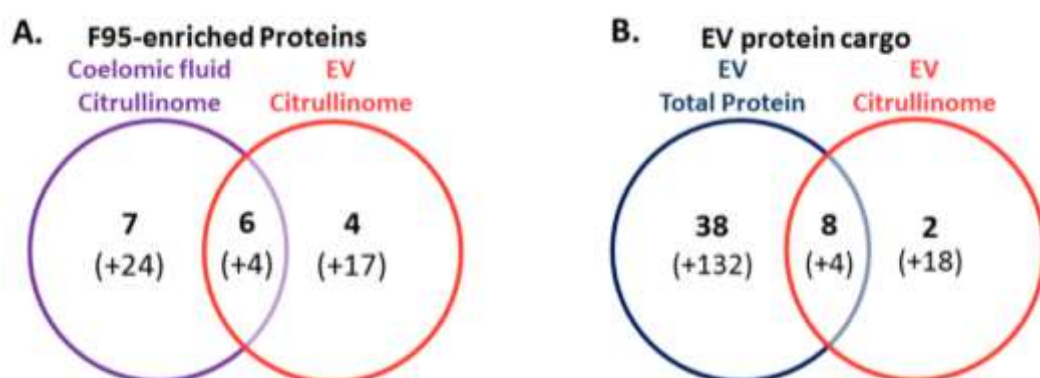 A. F95-enriched Proteins
Coelomic fluid EV
Citrullinome Citrullinome
7 6 4
(+24) (+4) (+17)
B. EV protein cargo
EV EV
Total Protein Citrullinome
38 8 2
(+132) (+4) (+18)